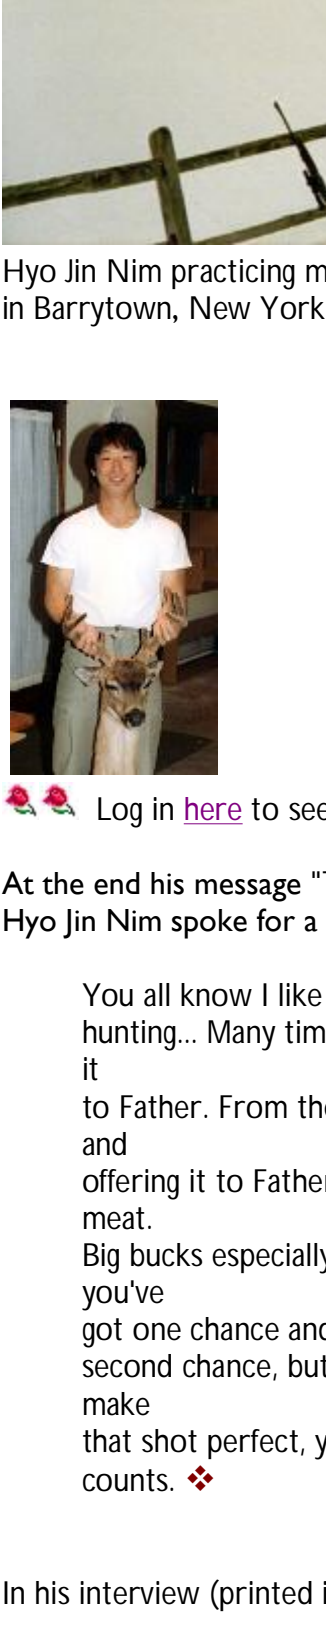 Hyo Jin Nim practicing m
in Barrytown, New York
Log in here to see
At the end his message "T
Hyo Jin Nim spoke for a
You all know I like
hunting... Many tim
it
to Father. From the
and
offering it to Father
meat.
Big bucks especially
you've
got one chance and
second chance, but
make
that shot perfect, y
counts. ❖
In his interview (printed i